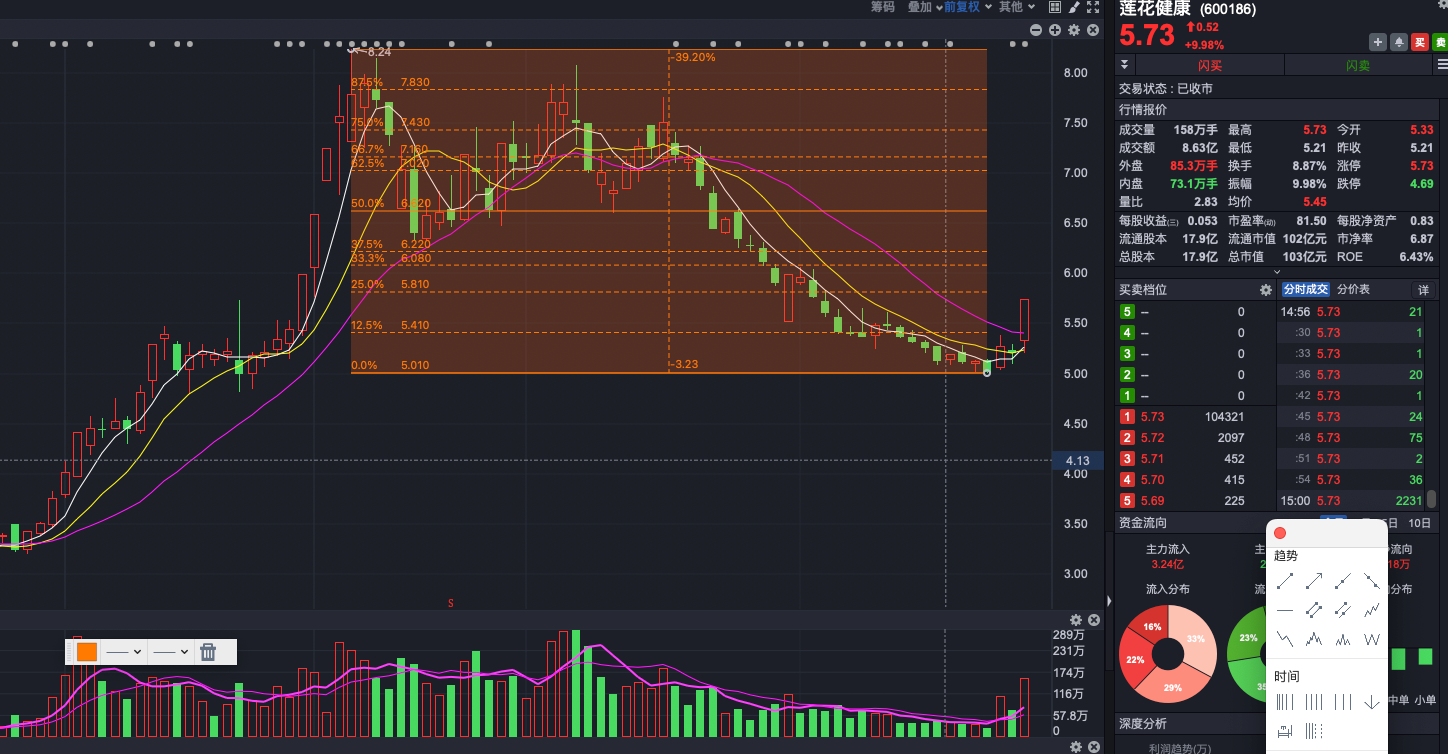 筹码 叠加 前复权 其他
8.24
-39.20%
87.5% 7.830
75.0% 7.430
66.7% 7.160
62.5% 7.020
50.0% 6.620
37.5% 6.220
33.3% 6.080
25.0% 5.810
12.5% 5.410
0.0% 5.010
-3.23
8.00
7.50
7.00
6.50
6.00
5.50
5.00
4.50
4.13
4.00
3.50
3.00
S
289万
231万
174万
116万
57.8万
0
莲花健康 (600186)
5.73 0.52
+9.98%
买 卖
闪买 闪卖
交易状态 : 已收市
行情报价
成交量 158万手 最高 5.73 今开 5.33
成交额 8.63亿 最低 5.21 昨收 5.21
外盘 85.3万手 换手 8.87% 涨停 5.73
内盘 73.1万手 振幅 9.98% 跌停 4.69
量比 2.83 均价 5.45
每股收益(三) 0.053 市盈率(动) 81.50 每股净资产 0.83
流通股本 17.9亿 流通市值 102亿元 市净率 6.87
总股本 17.9亿 总市值 103亿元 ROE 6.43%
买卖档位 分时成交 分价表 详
5 -- 0
4 -- 0
3 -- 0
2 -- 0
1 -- 0
1 5.73 104321
2 5.72 2097
3 5.71 452
4 5.70 415
5 5.69 225
14:56 5.73 21
:30 5.73 1
:33 5.73 1
:36 5.73 20
:42 5.73 1
:45 5.73 24
:48 5.73 75
:51 5.73 2
:54 5.73 36
15:00 5.73 2231
资金流向 日 10日
主力流入 主 流向
3.24亿 2 18万
流入分布 分布
16% 33% 22% 29%
23% 35
中单 小单
深度分析
利润趋势(万)
趋势
时间